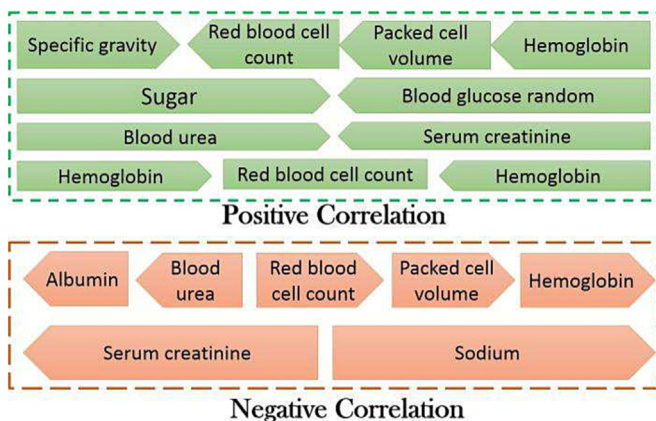 Specific gravity
Red blood cell
count
Packed cell
volume
Hemoglobin
Sugar
Blood glucose random
Blood urea
Serum creatinine
Hemoglobin
Red blood cell count
Hemoglobin
Positive Correlation
Albumin
Blood
urea
Red blood
cell count
Packed cell
volume
Hemoglobin
Serum creatinine
Sodium
Negative Correlation